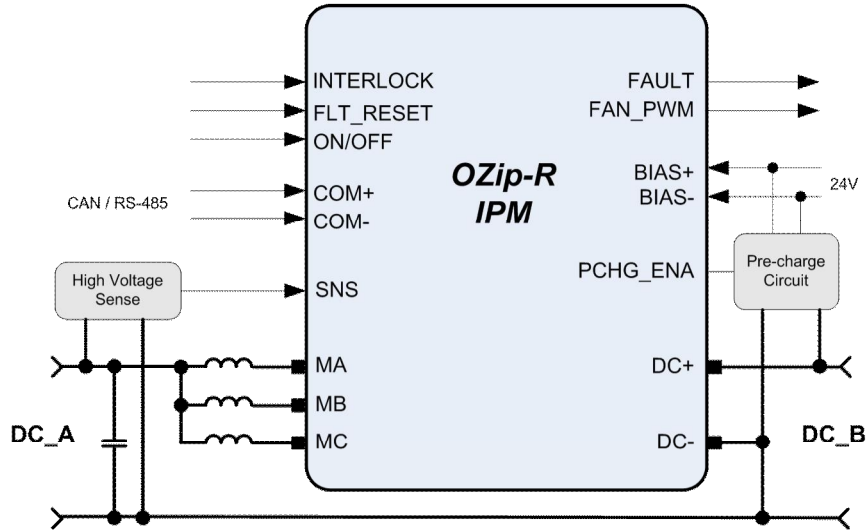 INTERLOCK
FLT_RESET
ON/OFF
CAN / RS-485
COM+
COM-
High Voltage
Sense
SNS
MA
MB
MC
DC_A
OZip-R
IPM
FAULT
FAN_PWM
BIAS+
BIAS-
24V
PCHG_ENA
Pre-charge
Circuit
DC+
DC-
DC_B